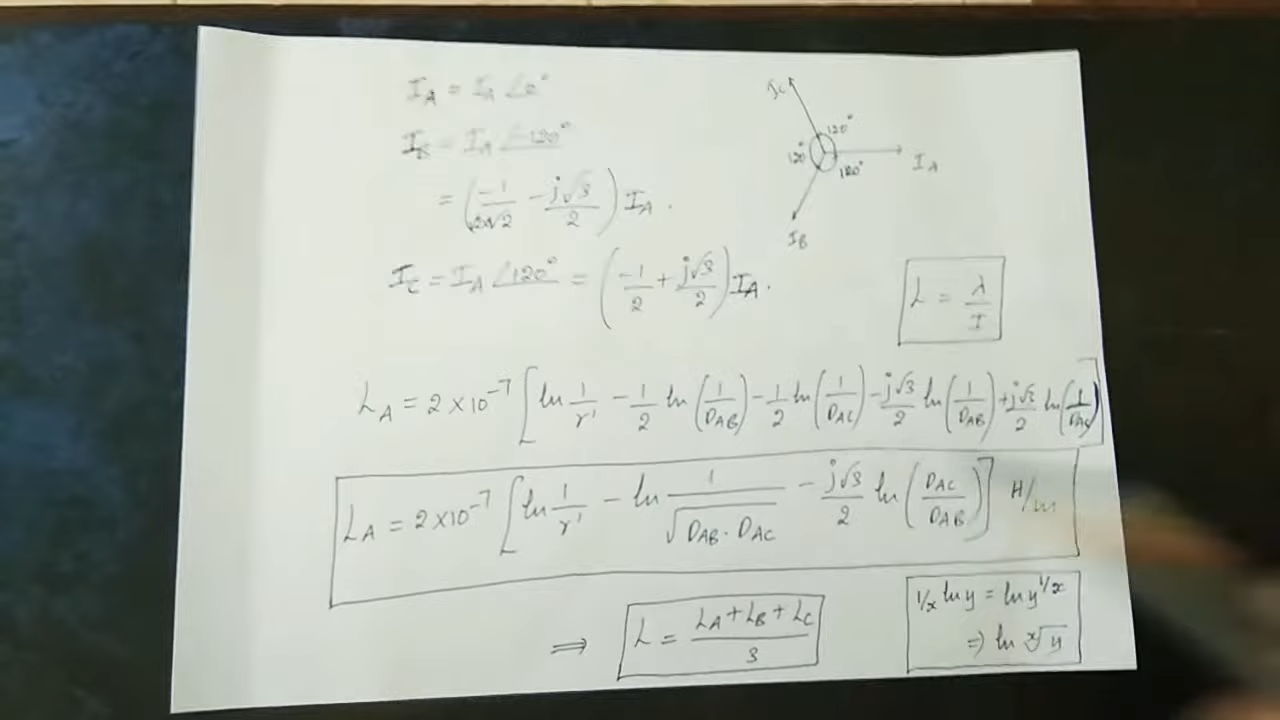 I_A = I_A ∠0°
I_B = I_A ∠-120°
= (-1/2 - j√3/2) I_A.
I_C = I_A ∠120° = (-1/2 + j√3/2) I_A.
I_C
120°
120°
120°
I_A
I_B
L = λ/I
L_A = 2×10^-7 [ln 1/r' - 1/2 ln (1/D_AB) - 1/2 ln (1/D_AC) - j√3/2 ln (1/D_AB) + j√3/2 ln (1/D_AC)]
L_A = 2×10^-7 [ln 1/r' - ln 1/√(D_AB · D_AC) - j√3/2 ln (D_AC/D_AB)] H/m
⇒ L = (L_A + L_B + L_C)/3
1/x ln y = ln y^1/x
⇒ ln ˣ√y